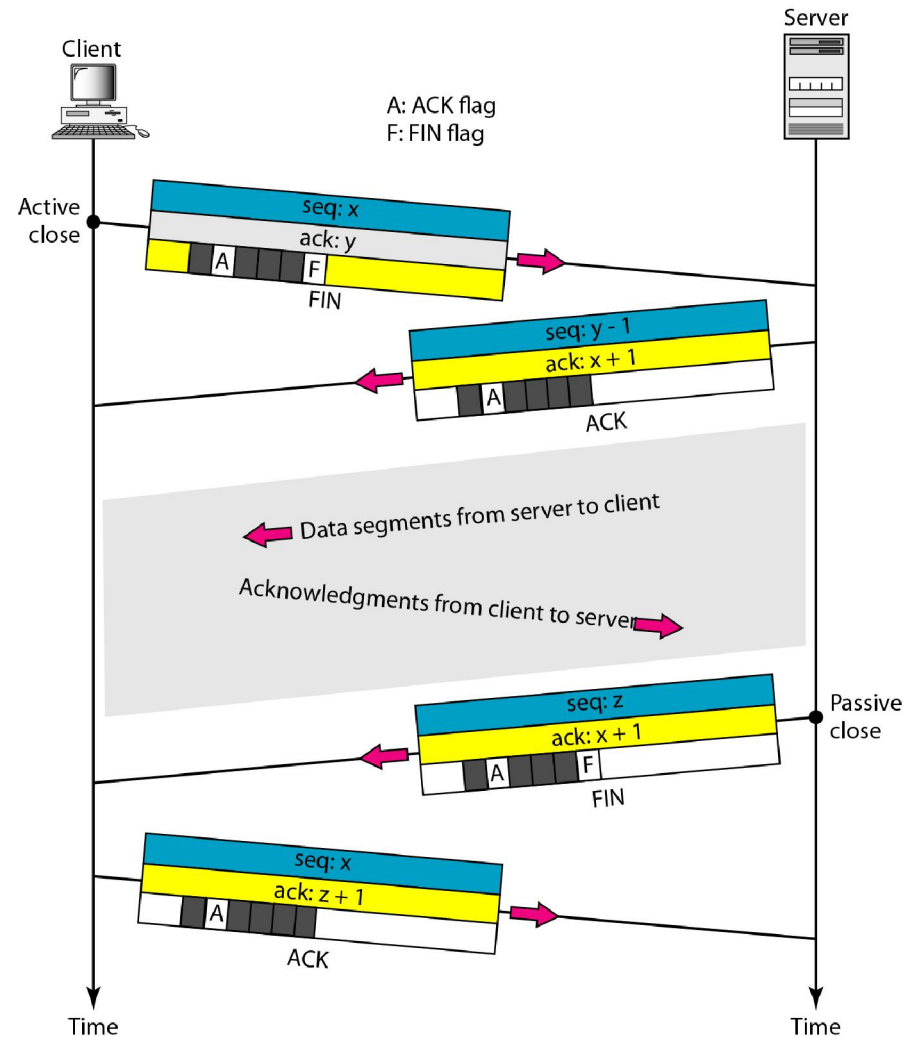 Server
Client
A: ACK flag
F: FIN flag
Active
close
seq: x
ack: y
A
F
FIN
seq: y - 1
ack: x + 1
A
ACK
Data segments from server to client
Acknowledgments from client to server
Passive
close
seq: z
ack: x + 1
A
F
FIN
seq: x
ack: z + 1
A
ACK
Time
Time